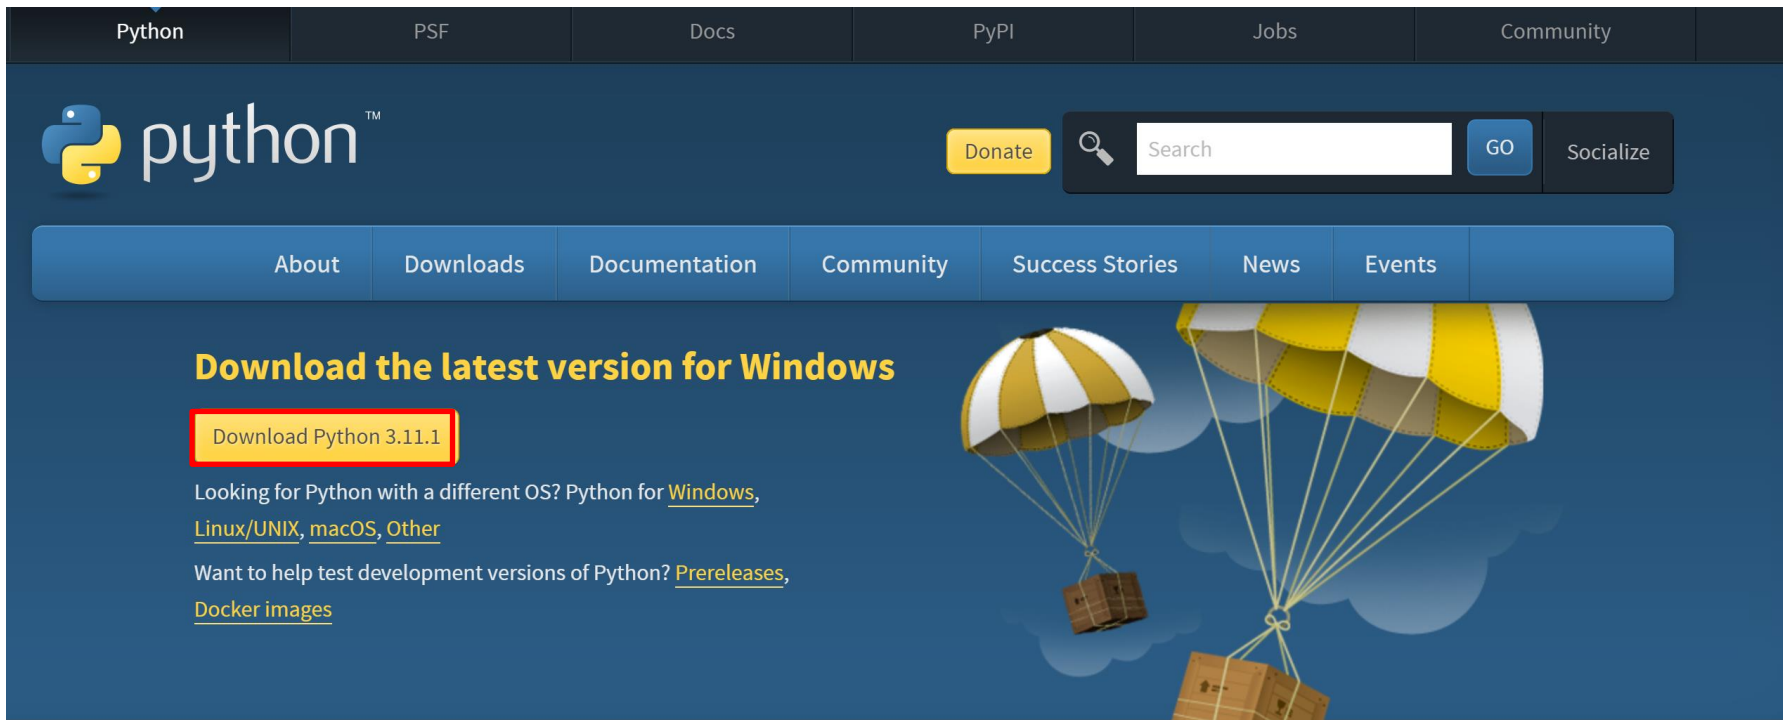 Python PSF Docs PyPI Jobs Community
python™
Donate Search GO Socialize
About Downloads Documentation Community Success Stories News Events
Download the latest version for Windows
Download Python 3.11.1
Looking for Python with a different OS? Python for Windows,
Linux/UNIX, macOS, Other
Want to help test development versions of Python? Prereleases,
Docker images